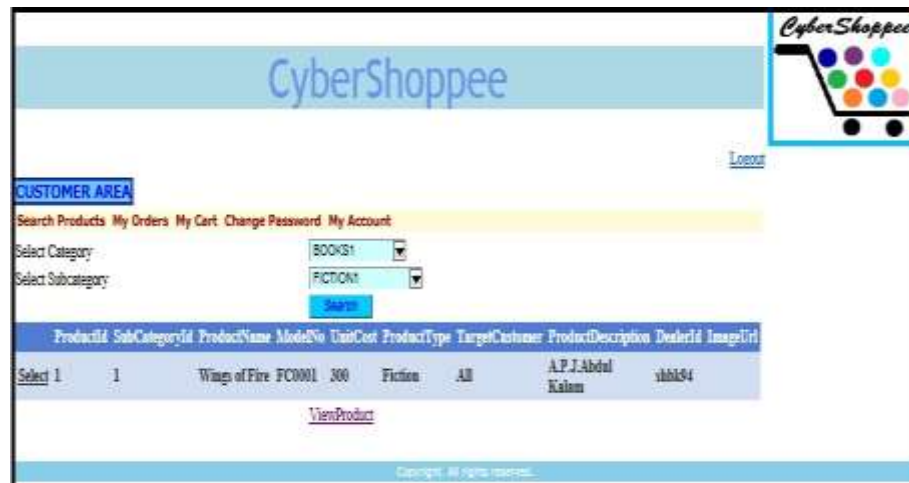 CyberShoppee
CyberShoppee
Logout
CUSTOMER AREA
Search Products My Orders My Cart Change Password My Account
Select Category BOOKS1
Select Subcategory FICTION1
Search
ProductId SubCategoryId ProductName ModelNo UnitCost ProductType TargetCustomer ProductDescription DealerId ImageUrl
Select 1 1 Wings of Fire FC0001 300 Fiction All A.P.J.Abdul
Kalam
ViewProduct
Copyright. All rights reserved.